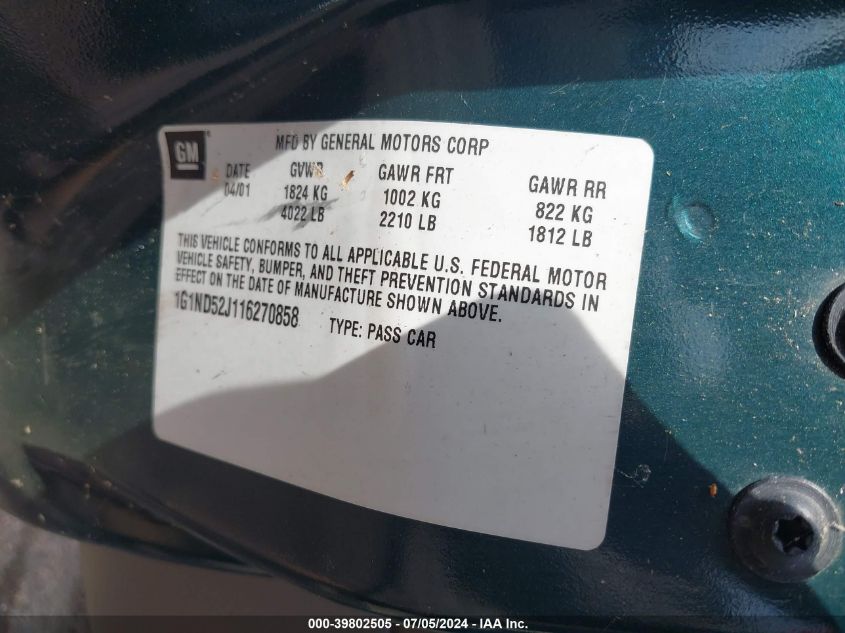 GM
MFD BY GENERAL MOTORS CORP
DATE GVWR GAWR FRT GAWR RR
04/01 1824 KG 1002 KG 822 KG
4022 LB 2210 LB 1812 LB
THIS VEHICLE CONFORMS TO ALL APPLICABLE U.S. FEDERAL MOTOR
VEHICLE SAFETY, BUMPER, AND THEFT PREVENTION STANDARDS IN
EFFECT ON THE DATE OF MANUFACTURE SHOWN ABOVE.
1G1ND52J116270858 TYPE: PASS CAR
000-39802505 - 07/05/2024 - IAA Inc.